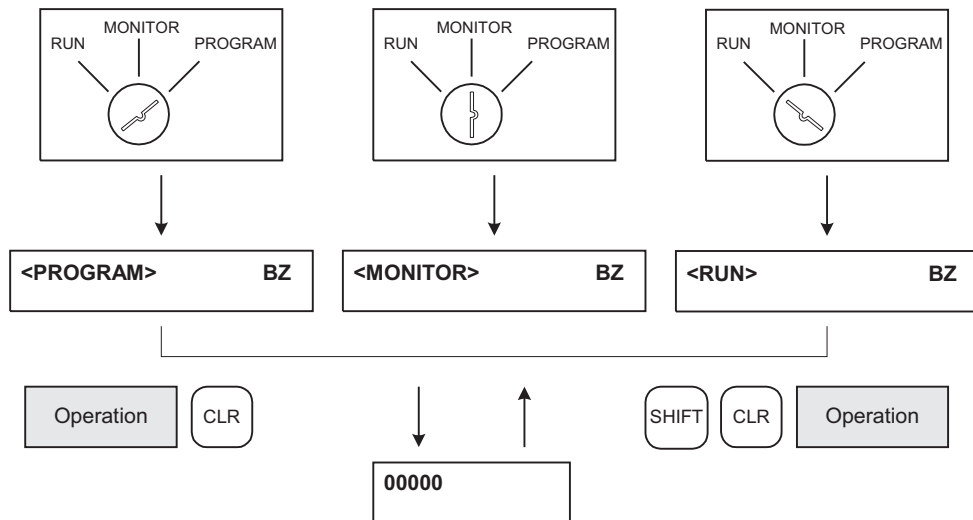 MONITOR
RUN PROGRAM
MONITOR
RUN PROGRAM
MONITOR
RUN PROGRAM
<PROGRAM> BZ
<MONITOR> BZ
<RUN> BZ
Operation CLR
SHIFT CLR Operation
00000